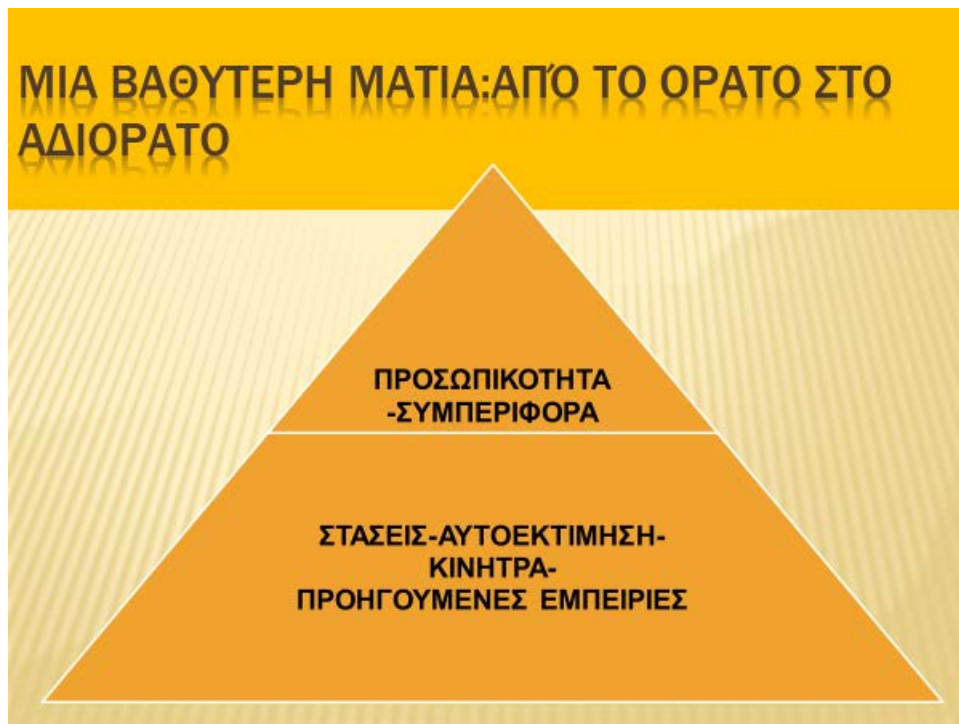 ΜΙΑ ΒΑΘΥΤΕΡΗ ΜΑΤΙΑ:ΑΠΌ ΤΟ ΟΡΑΤΟ ΣΤΟ
ΑΔΙΟΡΑΤΟ
ΠΡΟΣΩΠΙΚΟΤΗΤΑ
-ΣΥΜΠΕΡΙΦΟΡΑ
ΣΤΑΣΕΙΣ-ΑΥΤΟΕΚΤΙΜΗΣΗ-
ΚΙΝΗΤΡΑ-
ΠΡΟΗΓΟΥΜΕΝΕΣ ΕΜΠΕΙΡΙΕΣ